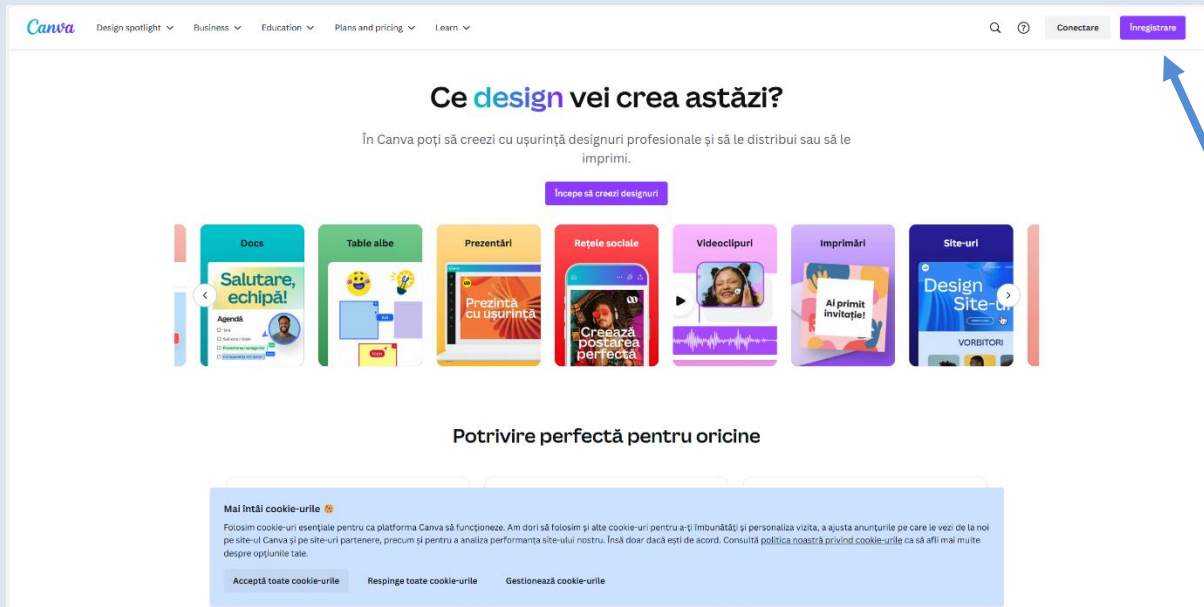 Canva Design spotlight Business Education Plans and pricing Learn Conectare Înregistrare
Ce design vei crea astăzi?
În Canva poți să creezi cu ușurință designuri profesionale și să le distribui sau să le
imprimi.
Începe să creezi designuri
Docs
Salutare,
echipă!
Agendă
Table albe
Prezentări
Prezintă
cu ușurință
Rețele sociale
Creează
postarea
perfectă
Videoclipuri
Imprimări
Ai primit
invitație!
Site-uri
Design
VORBITORI
Potrivire perfectă pentru oricine
Mai întâi cookie-urile
Folosim cookie-uri esențiale pentru ca platforma Canva să funcționeze. Am dori să folosim și alte cookie-uri pentru a-ți îmbunătăți și personaliza vizita, a ajusta anunțurile pe care le vezi de la noi
pe site-ul Canva și pe site-uri partenere, precum și pentru a analiza performanța site-ului nostru. Însă doar dacă ești de acord. Consultă politica noastră privind cookie-urile ca să afli mai multe
despre opțiunile tale.
Acceptă toate cookie-urile Respinge toate cookie-urile Gestionează cookie-urile